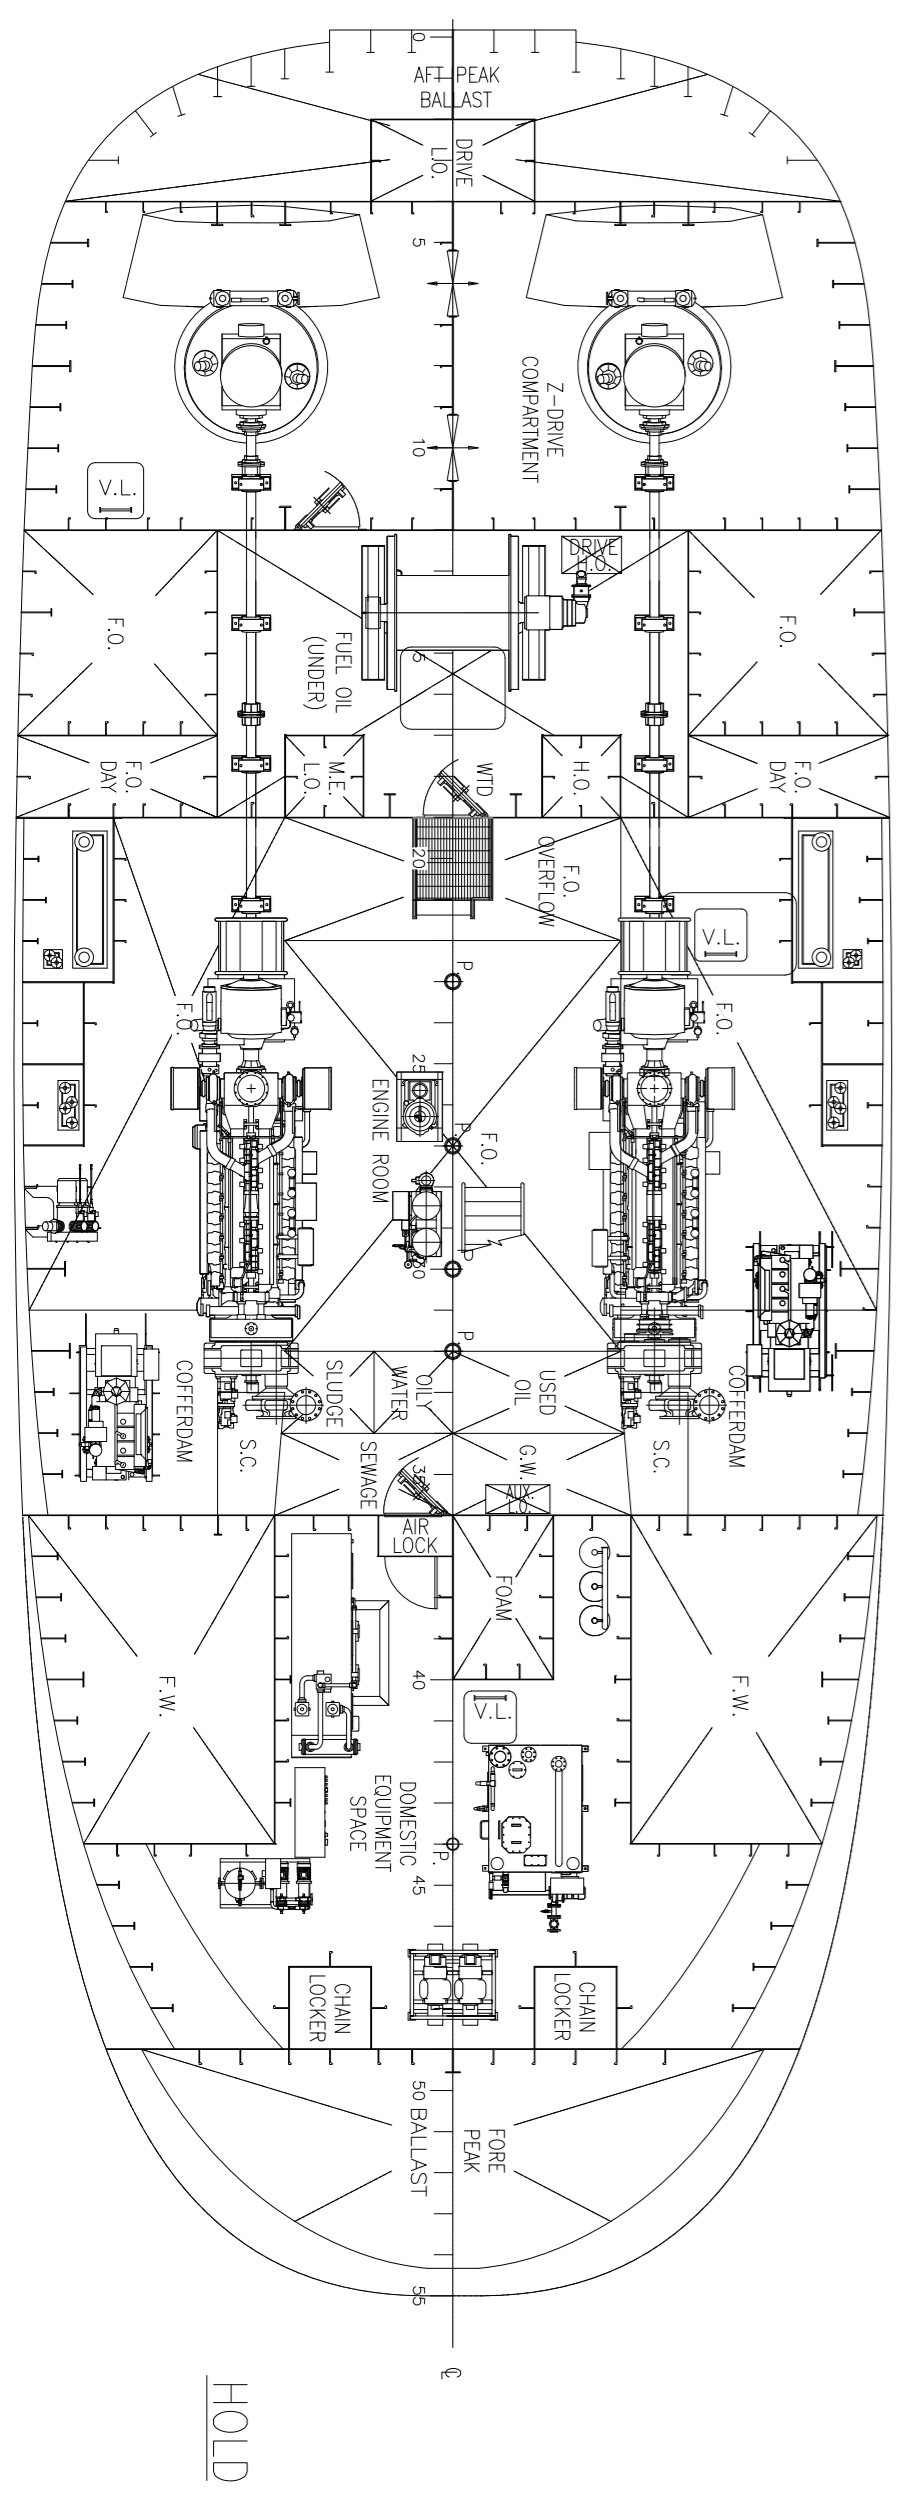 0
AFT PEAK
BALLAST
DRIVE
L.O.
5
Z-DRIVE
COMPARTMENT
10
V.L.
DRIVE
H.O.
F.O.
F.O.
FUEL OIL
(UNDER)
5
F.O.
DAY
M.E.
L.O.
WTD
H.O.
F.O.
DAY
20
F.O.
OVERFLOW
V.L.
P
F.O.
F.O.
25
ENGINE ROOM
P
F.O.
0
P
SLUDGE
OILY
WATER
USED
OIL
COFFERDAM
COFFERDAM
S.C.
S.C.
SEWAGE
35
G.W.
AUX.
L.O.
AIR
LOCK
FOAM
F.W.
F.W.
40
V.L.
DOMESTIC
EQUIPMENT
SPACE
P.
45
CHAIN
LOCKER
CHAIN
LOCKER
50
FORE
PEAK
BALLAST
55
℄
HOLD